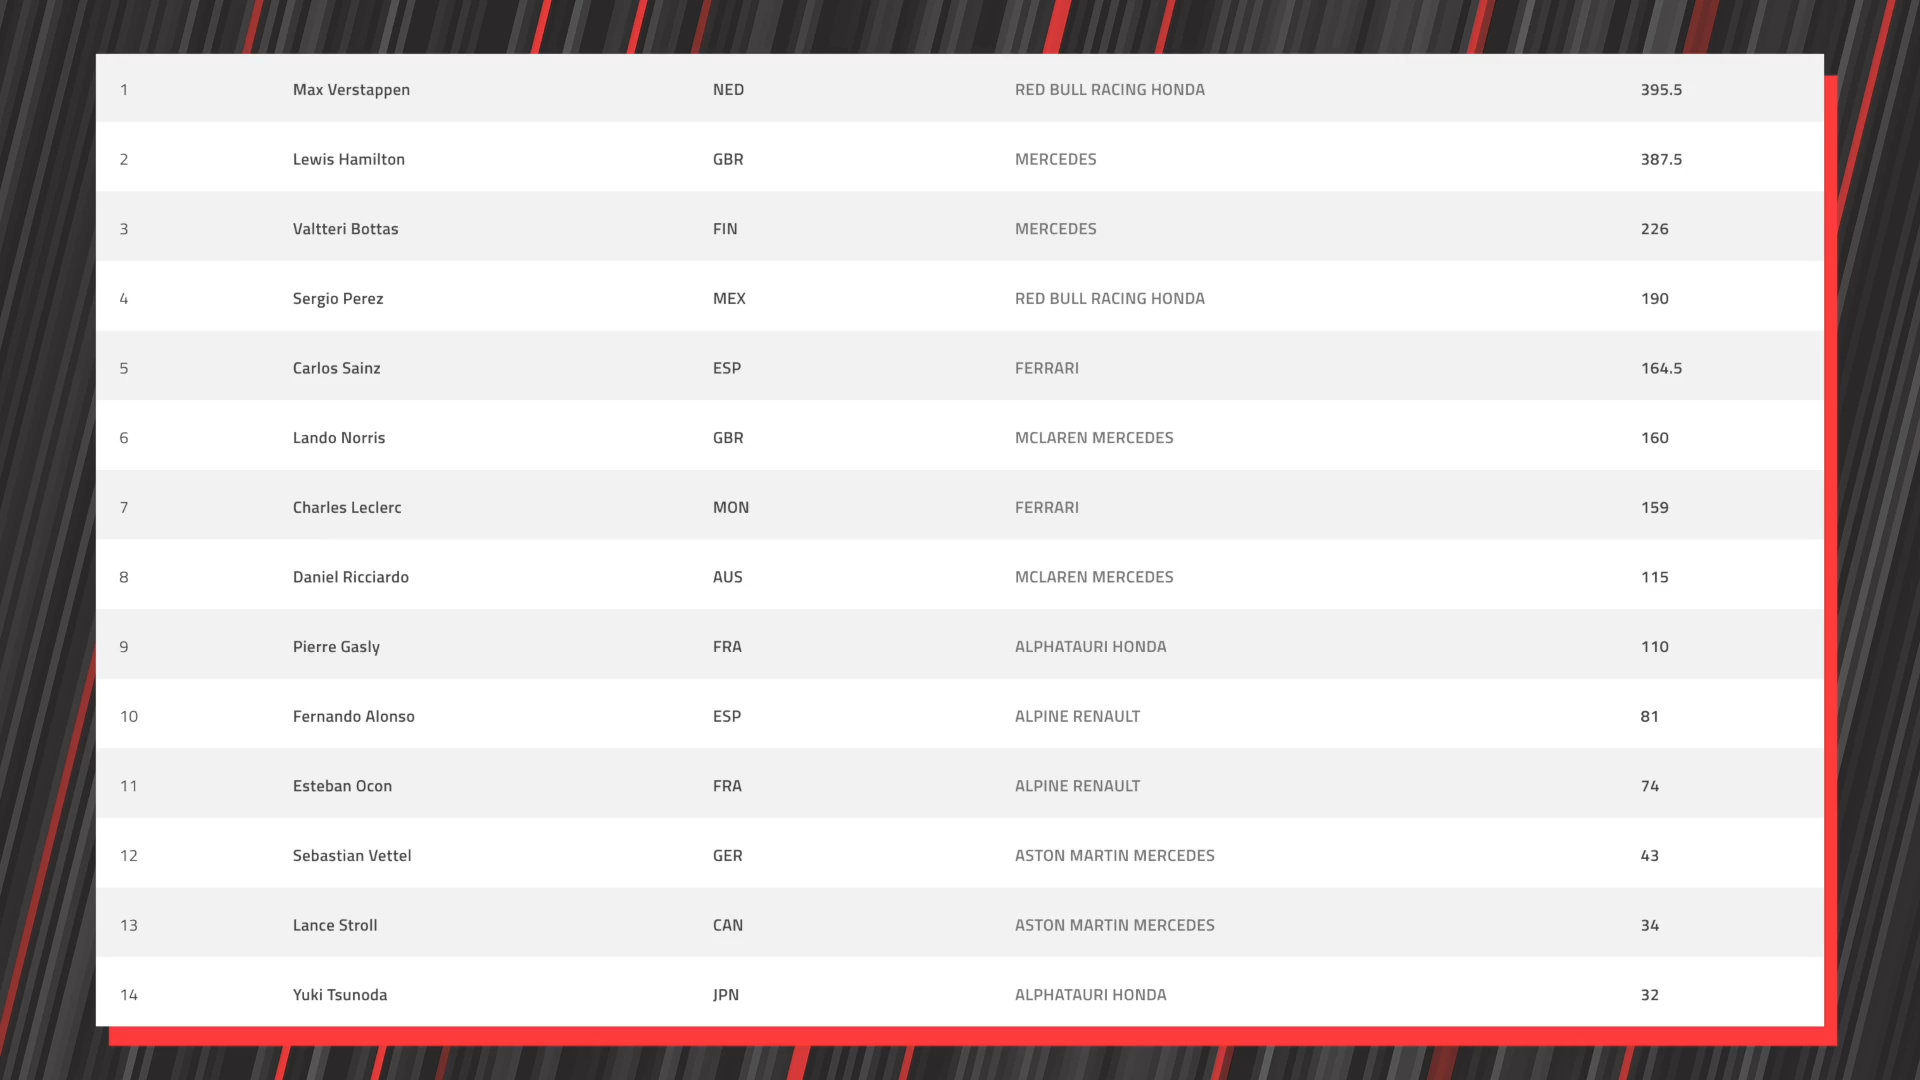 1 Max Verstappen NED RED BULL RACING HONDA 395.5
2 Lewis Hamilton GBR MERCEDES 387.5
3 Valtteri Bottas FIN MERCEDES 226
4 Sergio Perez MEX RED BULL RACING HONDA 190
5 Carlos Sainz ESP FERRARI 164.5
6 Lando Norris GBR MCLAREN MERCEDES 160
7 Charles Leclerc MON FERRARI 159
8 Daniel Ricciardo AUS MCLAREN MERCEDES 115
9 Pierre Gasly FRA ALPHATAURI HONDA 110
10 Fernando Alonso ESP ALPINE RENAULT 81
11 Esteban Ocon FRA ALPINE RENAULT 74
12 Sebastian Vettel GER ASTON MARTIN MERCEDES 43
13 Lance Stroll CAN ASTON MARTIN MERCEDES 34
14 Yuki Tsunoda JPN ALPHATAURI HONDA 32